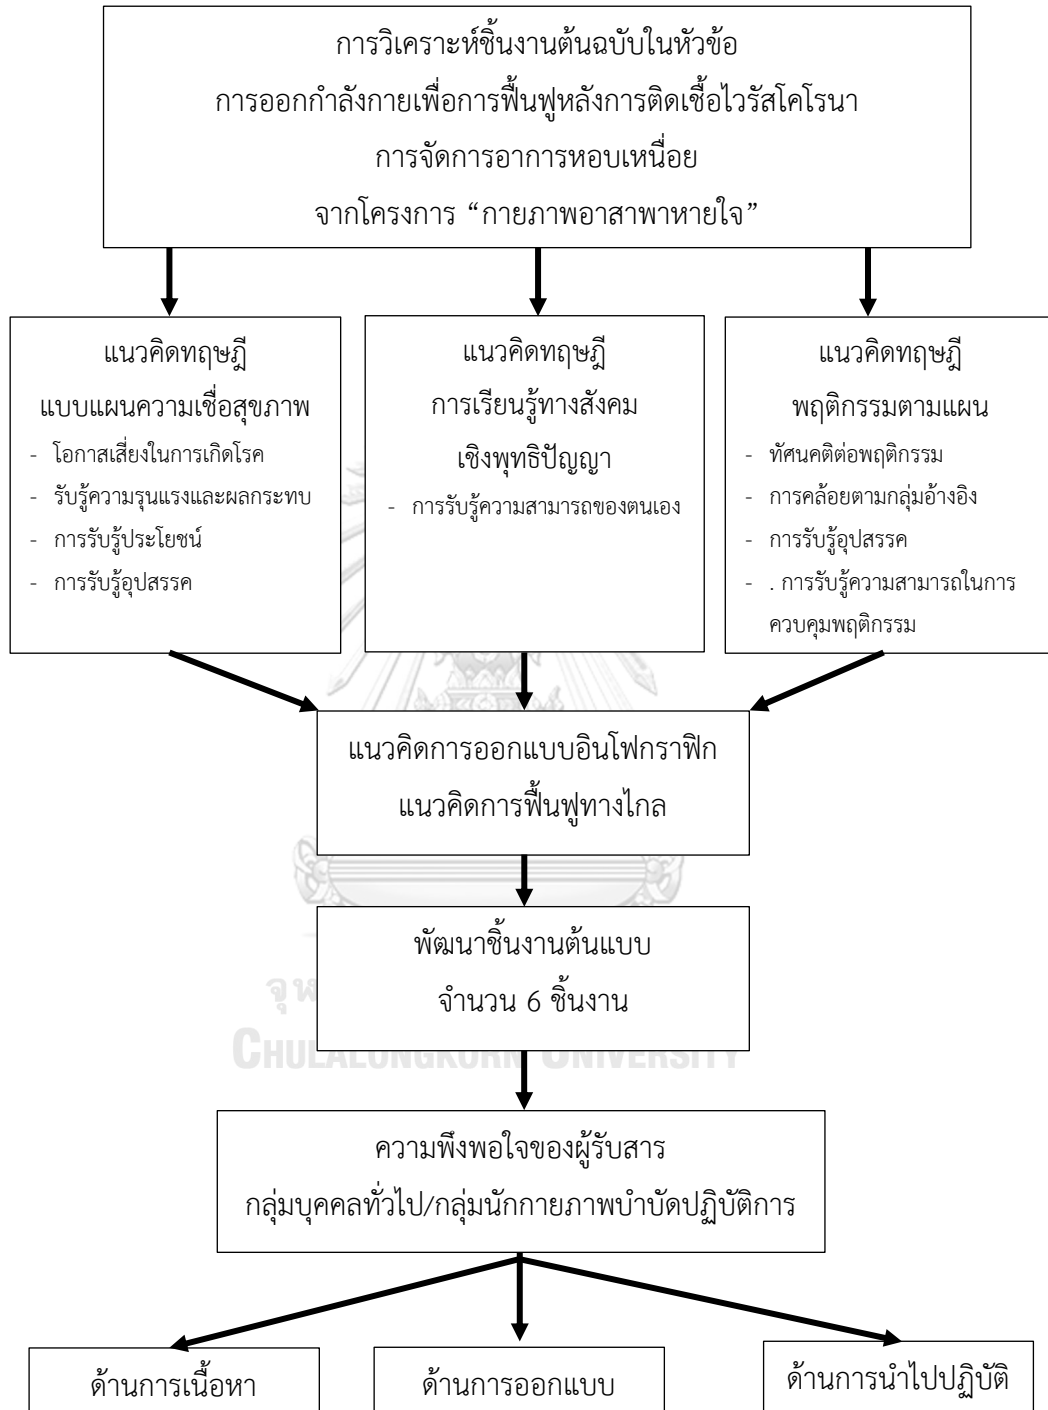 การวิเคราะห์ชิ้นงานต้นฉบับในหัวข้อ
การออกกำลังกายเพื่อการฟื้นฟูหลังการติดเชื้อไวรัสโคโรนา
การจัดการอาการหอบเหนื่อย
จากโครงการ “กายภาพอาสาพาหายใจ”
แนวคิดทฤษฎี
แบบแผนความเชื่อสุขภาพ
- โอกาสเสี่ยงในการเกิดโรค
- รับรู้ความรุนแรงและผลกระทบ
- การรับรู้ประโยชน์
- การรับรู้อุปสรรค
แนวคิดทฤษฎี
การเรียนรู้ทางสังคม
เชิงพุทธิปัญญา
- การรับรู้ความสามารถของตนเอง
แนวคิดทฤษฎี
พฤติกรรมตามแผน
- ทัศนคติต่อพฤติกรรม
- การคล้อยตามกลุ่มอ้างอิง
- การรับรู้อุปสรรค
- . การรับรู้ความสามารถในการ
ควบคุมพฤติกรรม
แนวคิดการออกแบบอินโฟกราฟิก
แนวคิดการฟื้นฟูทางไกล
พัฒนาชิ้นงานต้นแบบ
จำนวน 6 ชิ้นงาน
CHULALONGKORN UNIVERSITY
ความพึงพอใจของผู้รับสาร
กลุ่มบุคคลทั่วไป/กลุ่มนักกายภาพบำบัดปฏิบัติการ
ด้านการเนื้อหา
ด้านการออกแบบ
ด้านการนำไปปฏิบัติ